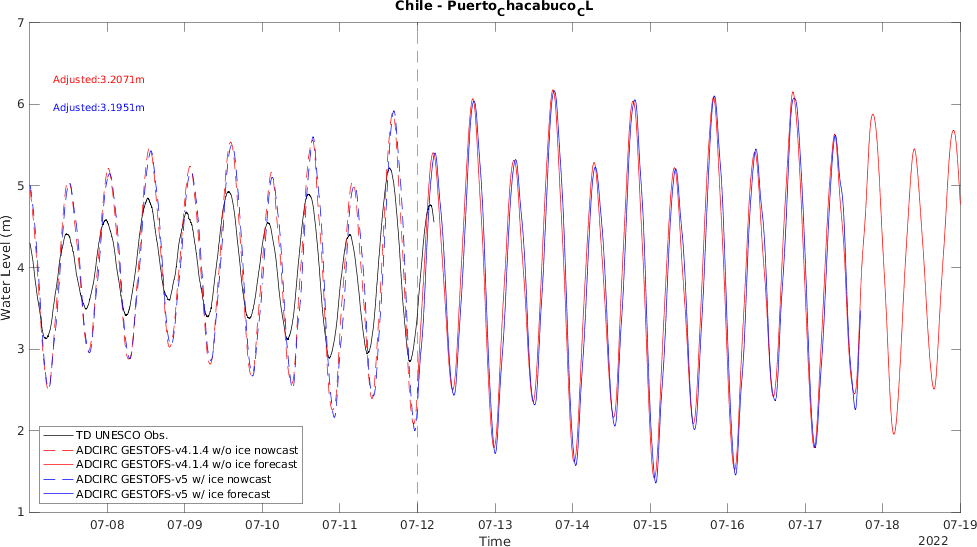 Chile - PuertoChacabucoCL
7
6
5
4
3
2
1
Water Level (m)
Adjusted:3.2071m
Adjusted:3.1951m
TD UNESCO Obs.
ADCIRC GESTOFS-v4.1.4 w/o ice nowcast
ADCIRC GESTOFS-v4.1.4 w/o ice forecast
ADCIRC GESTOFS-v5 w/ ice nowcast
ADCIRC GESTOFS-v5 w/ ice forecast
07-08 07-09 07-10 07-11 07-12 07-13 07-14 07-15 07-16 07-17 07-18 07-19
Time
2022